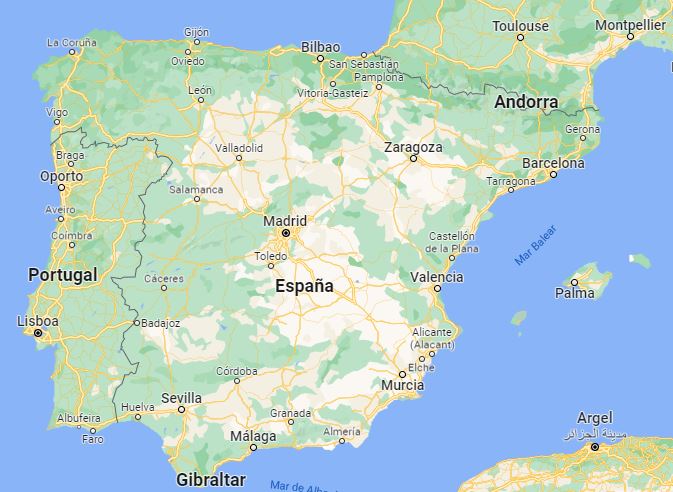 Montpellier
Toulouse
Gijón
La Coruña
Bilbao
Oviedo
San Sebastián
Pamplona
Vitoria-Gasteiz
León
Andorra
Vigo
Gerona
Valladolid
Zaragoza
Braga
Barcelona
Oporto
Tarragona
Salamanca
Aveiro
Madrid
Coimbra
Castellón
de la Plana
Mar Balear
Toledo
Portugal
Cáceres
España
Valencia
Palma
Lisboa
Badajoz
Alicante
(Alacant)
Elche
Córdoba
Murcia
Sevilla
Huelva
Albufeira
Granada
Argel
مدينة الجزائر
Faro
Málaga
Almería
Gibraltar
Mar de Alb